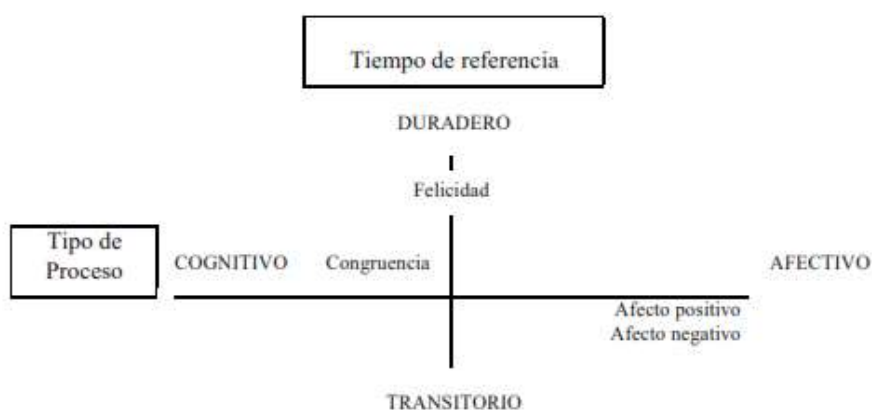 Tiempo de referencia
DURADERO
Felicidad
Tipo de
Proceso
COGNITIVO
Congruencia
AFECTIVO
Afecto positivo
Afecto negativo
TRANSITORIO